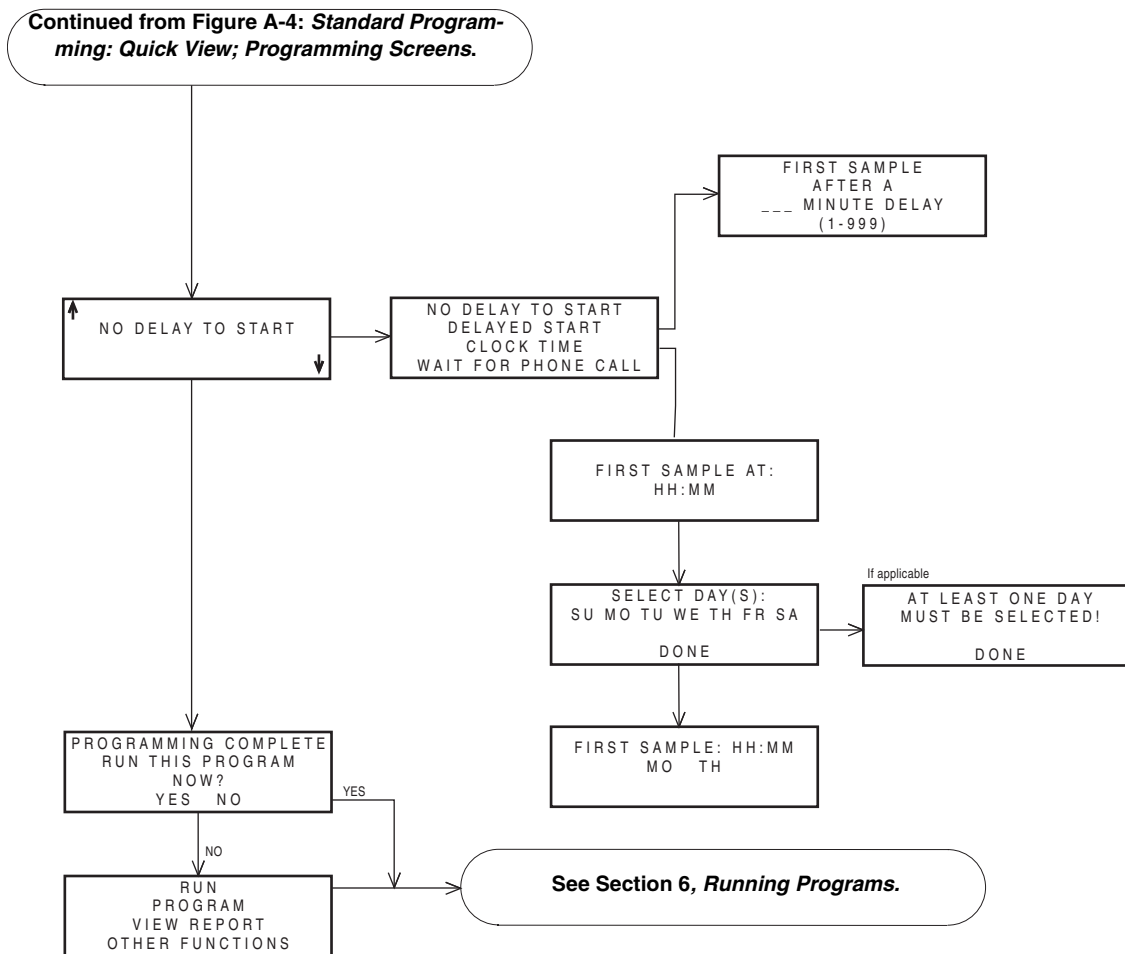 Continued from Figure A-4: Standard Program-
ming: Quick View; Programming Screens.
FIRST SAMPLE
AFTER A
___ MINUTE DELAY
(1-999)
NO DELAY TO START
NO DELAY TO START
DELAYED START
CLOCK TIME
WAIT FOR PHONE CALL
FIRST SAMPLE AT:
HH:MM
SELECT DAY(S):
SU MO TU WE TH FR SA
DONE
If applicable
AT LEAST ONE DAY
MUST BE SELECTED!
DONE
FIRST SAMPLE: HH:MM
MO TH
PROGRAMMING COMPLETE
RUN THIS PROGRAM
NOW?
YES NO
YES
NO
RUN
PROGRAM
VIEW REPORT
OTHER FUNCTIONS
See Section 6, Running Programs.